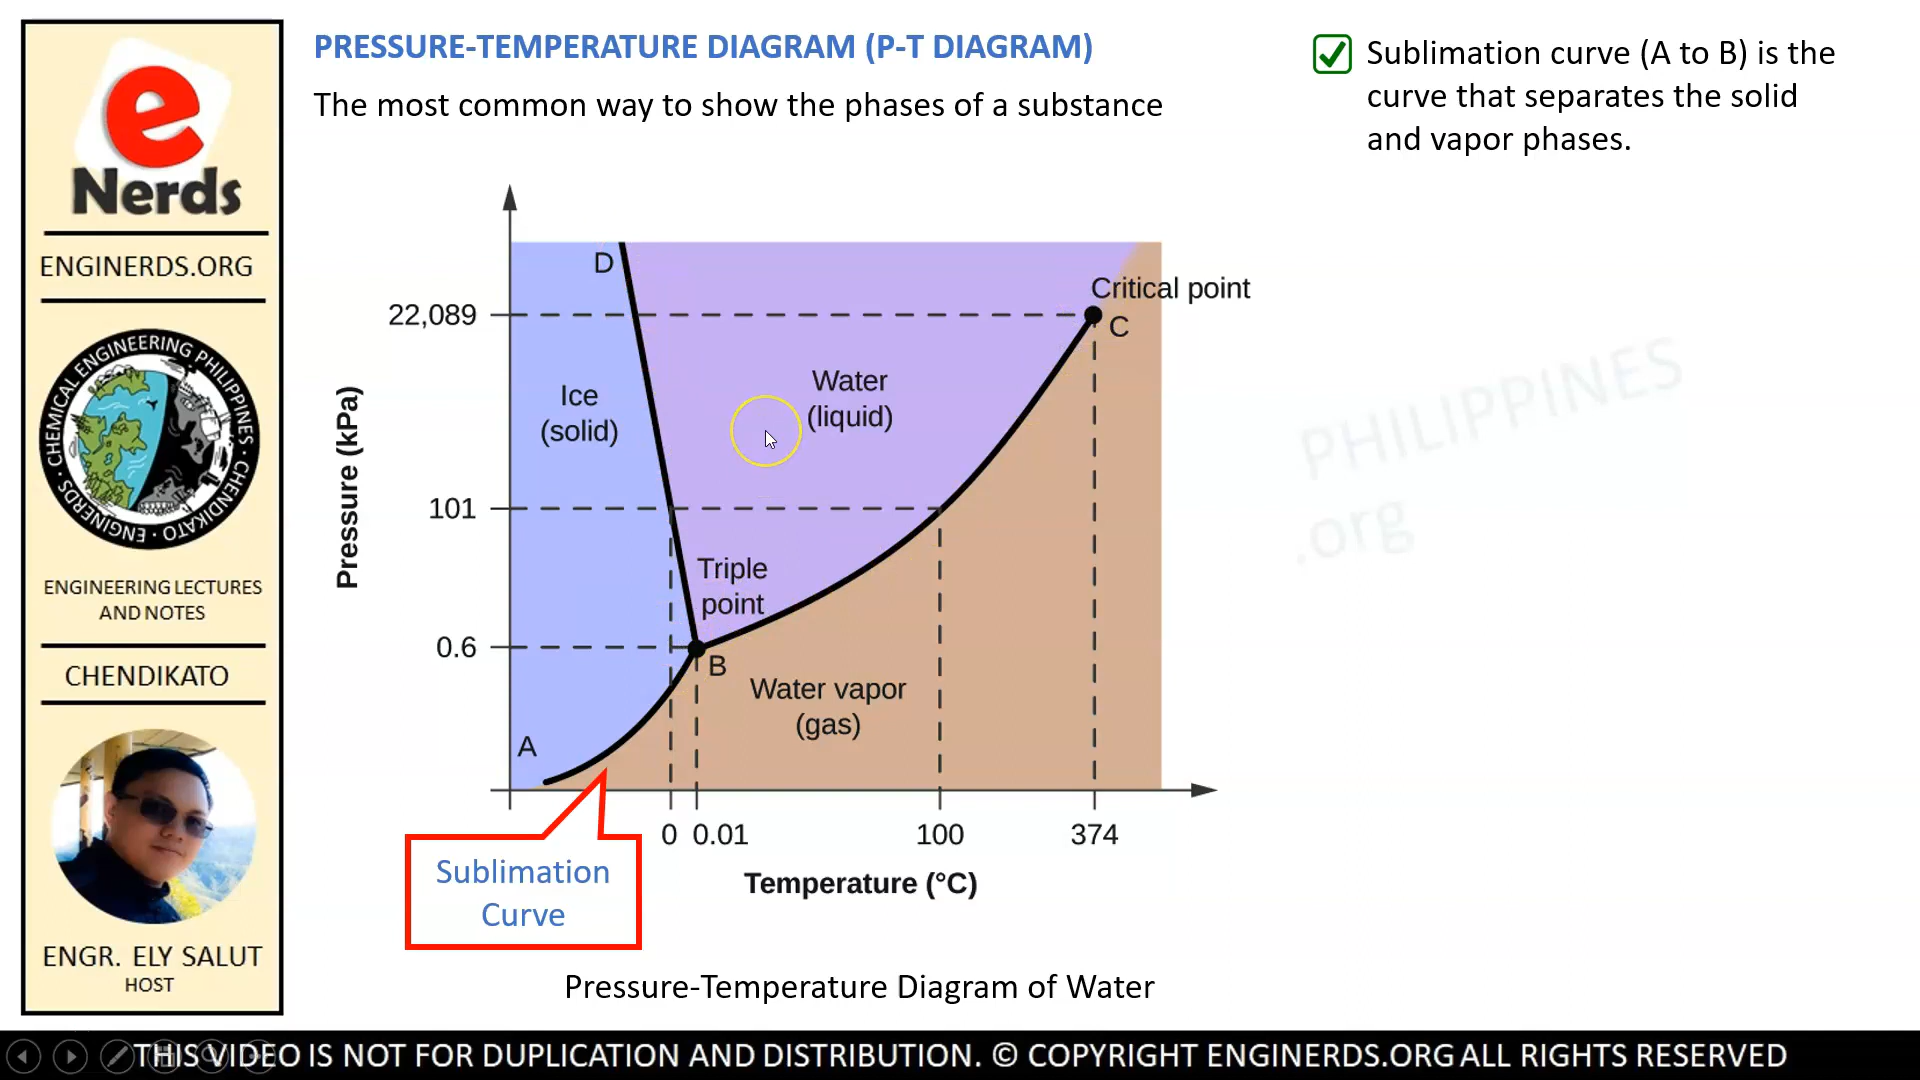 e
Nerds
ENGINERDS.ORG
CHEMICAL ENGINEERING PHILIPPINES · CHENDIKATO · ENGINERDS ·
ENGINEERING LECTURES
AND NOTES
CHENDIKATO
ENGR. ELY SALUT
HOST
PRESSURE-TEMPERATURE DIAGRAM (P-T DIAGRAM)
The most common way to show the phases of a substance
Sublimation curve (A to B) is the
curve that separates the solid
and vapor phases.
D
Critical point
22,089
C
Water
(liquid)
Ice
(solid)
Pressure (kPa)
101
Triple
point
0.6
B
Water vapor
(gas)
A
0 0.01 100 374
Temperature (°C)
Sublimation
Curve
Pressure-Temperature Diagram of Water
PHILIPPINES
.org
THIS VIDEO IS NOT FOR DUPLICATION AND DISTRIBUTION. © COPYRIGHT ENGINERDS.ORG ALL RIGHTS RESERVED